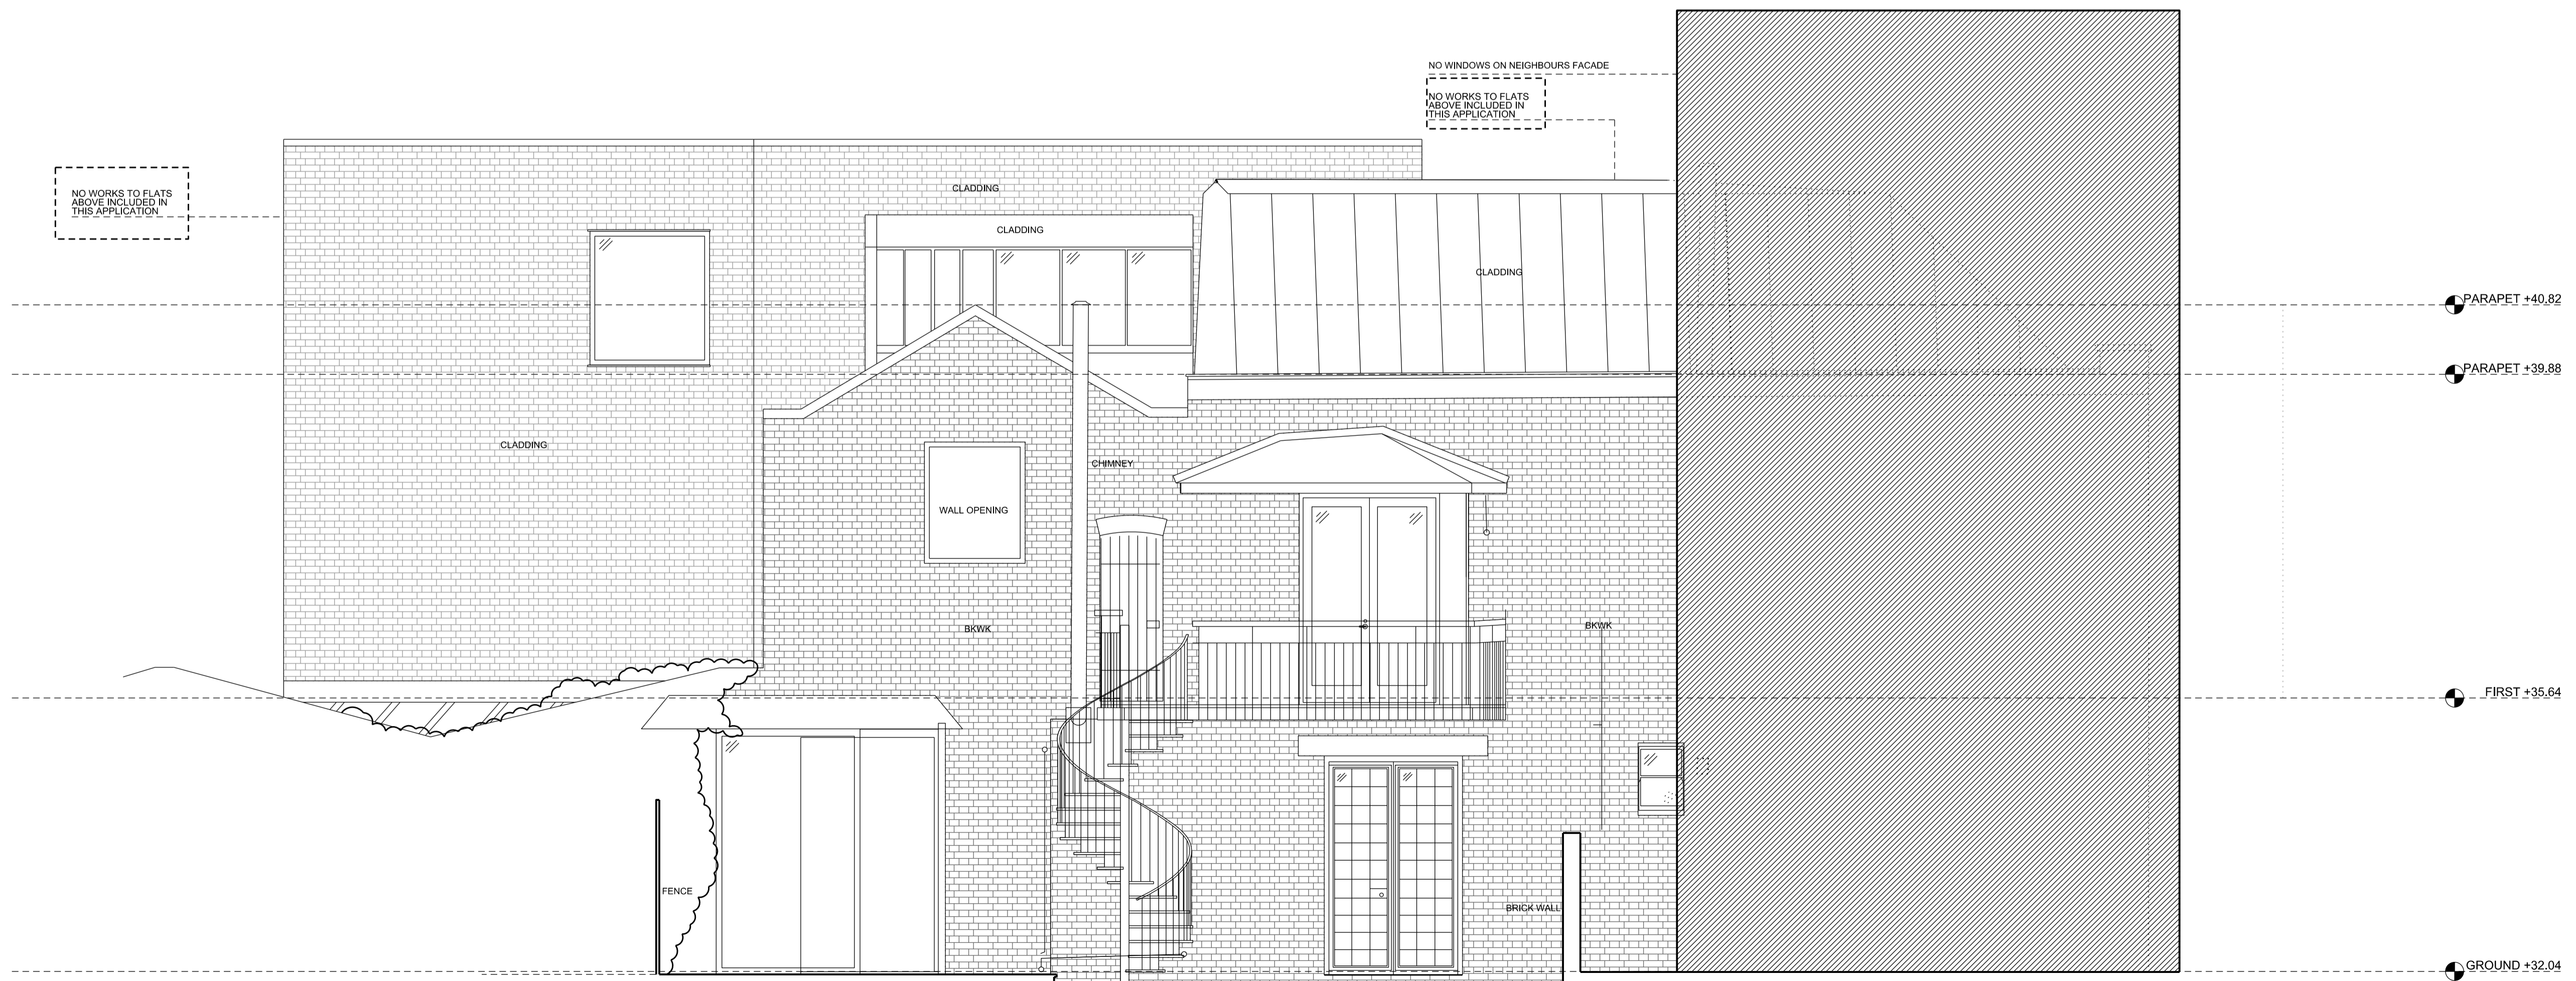 NO WINDOWS ON NEIGHBOURS FACADE
NO WORKS TO FLATS
ABOVE INCLUDED IN
THIS APPLICATION
NO WORKS TO FLATS
ABOVE INCLUDED IN
THIS APPLICATION
CLADDING
CLADDING
CLADDING
PARAPET +40.82
PARAPET +39.88
CLADDING
CHIMNEY
WALL OPENING
BKWK
BKWK
FIRST +35.64
FENCE
BRICK WALL
GROUND +32.04